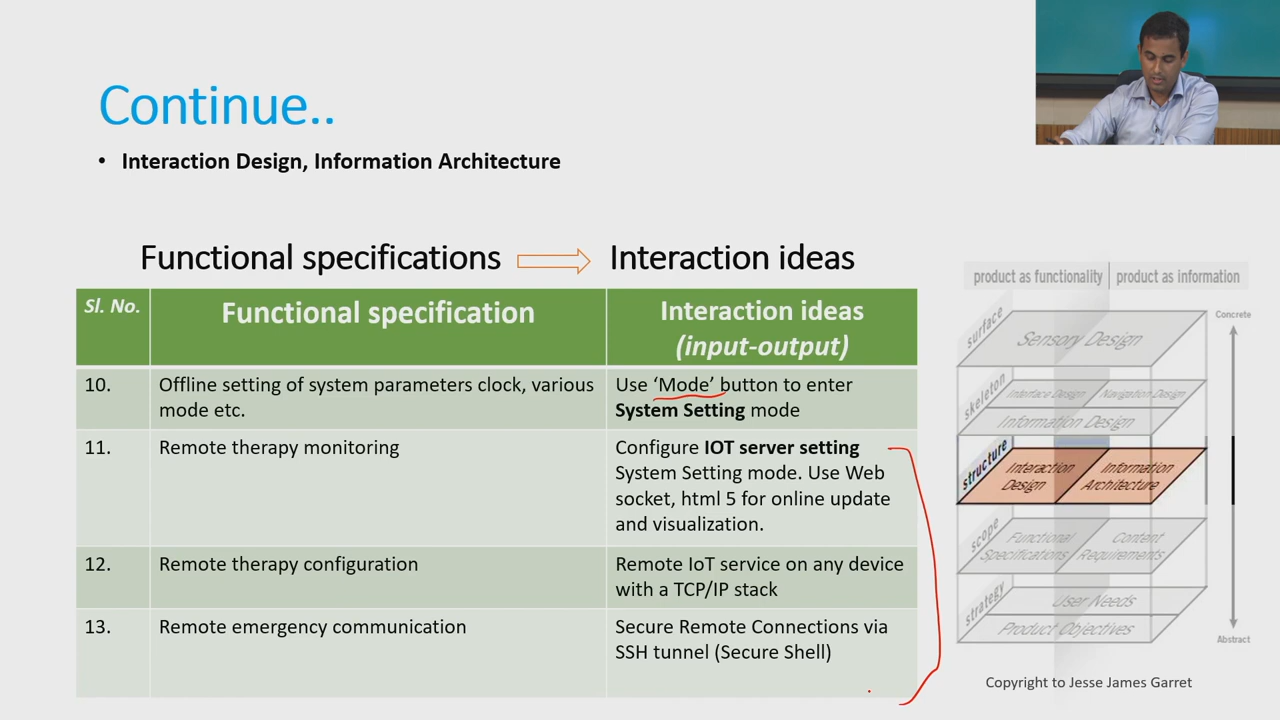 Continue..
• Interaction Design, Information Architecture
Functional specifications
Interaction ideas
Sl. No.
Functional specification
Interaction ideas
(input-output)
10.
Offline setting of system parameters clock, various
mode etc.
Use ‘Mode’ button to enter
System Setting mode
11.
Remote therapy monitoring
Configure IOT server setting
System Setting mode. Use Web
socket, html 5 for online update
and visualization.
12.
Remote therapy configuration
Remote IoT service on any device
with a TCP/IP stack
13.
Remote emergency communication
Secure Remote Connections via
SSH tunnel (Secure Shell)
product as functionality
product as information
Concrete
surface
Sensory Design
skeleton
Interface Design
Navigation Design
Information Design
structure
Interaction
Design
Information
Architecture
scope
Functional
Specifications
Content
Requirements
strategy
User Needs
Product Objectives
Abstract
Copyright to Jesse James Garret